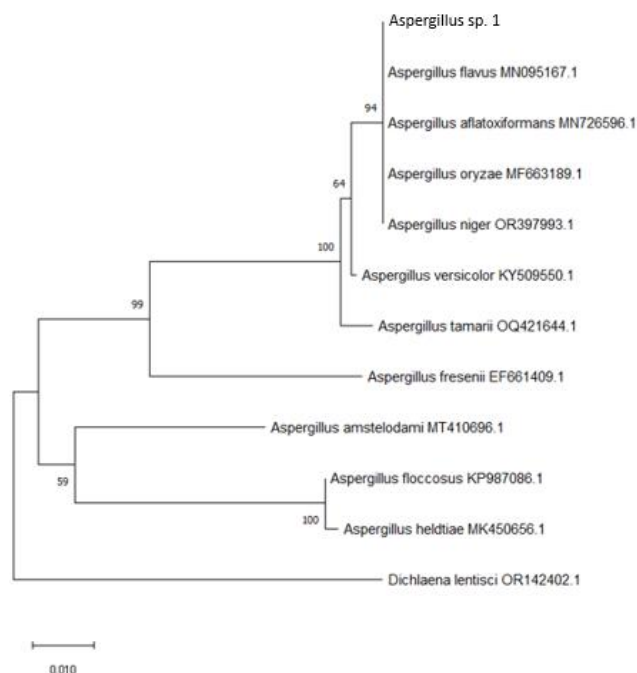 Aspergillus sp. 1
Aspergillus flavus MN095167.1
94
Aspergillus aflatoxiformans MN726596.1
Aspergillus oryzae MF663189.1
64
Aspergillus niger OR397993.1
100
Aspergillus versicolor KY509550.1
99
Aspergillus tamarii OQ421644.1
Aspergillus fresenii EF661409.1
Aspergillus amstelodami MT410696.1
59
Aspergillus floccosus KP987086.1
100
Aspergillus heldtiae MK450656.1
Dichlaena lentisci OR142402.1
0.010